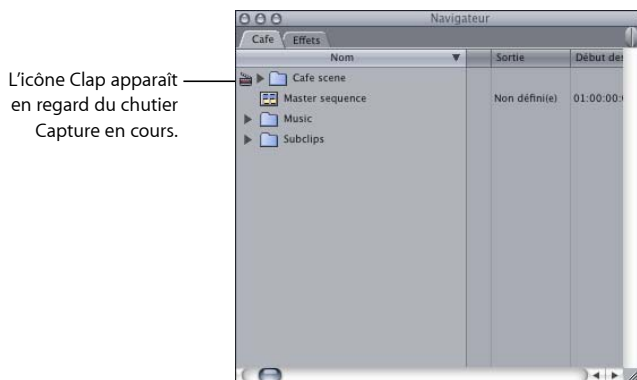 Navigateur
Cafe Effets
Nom Sortie Début des
Cafe scene
Master sequence Non défini(e) 01:00:00:
Music
Subclips
L'icône Clap apparaît
en regard du chutier
Capture en cours.